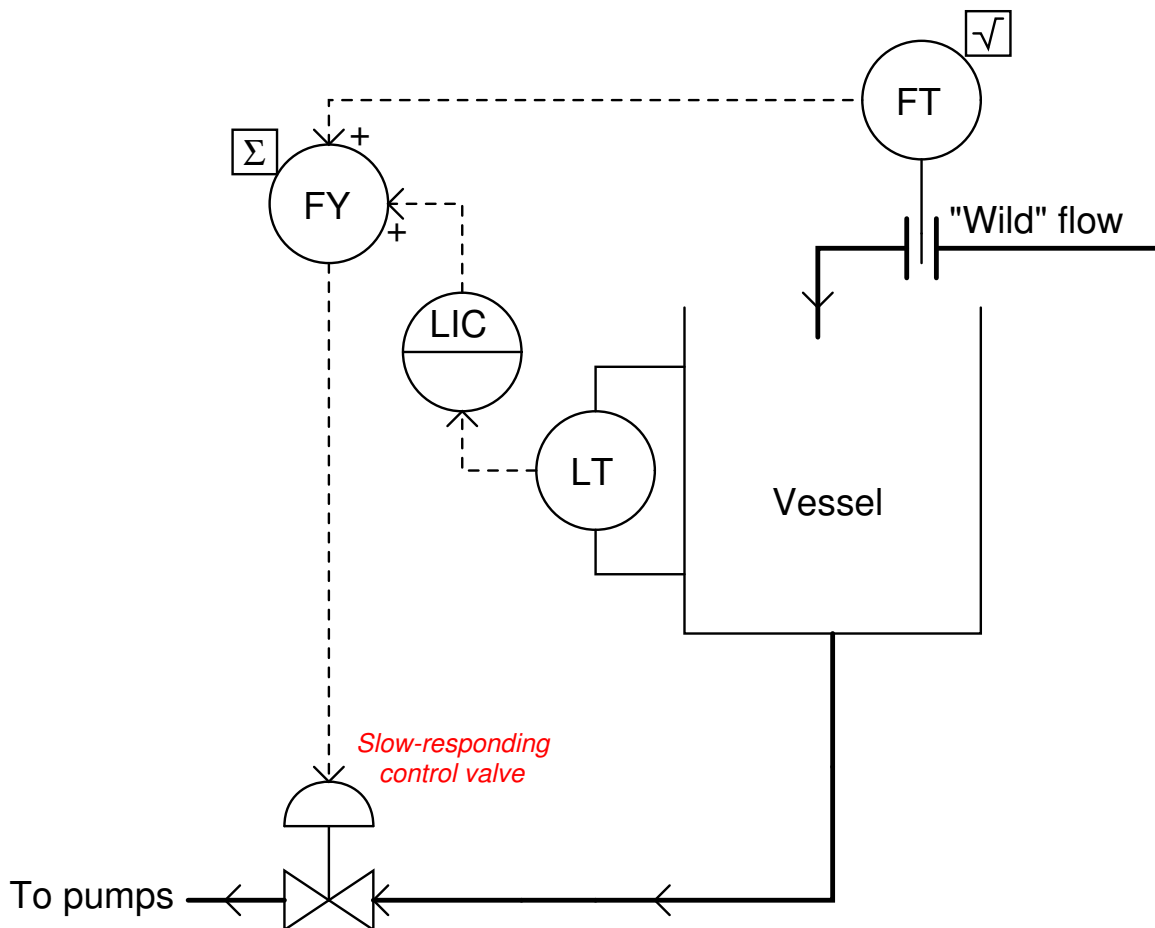 √
FT
+
Σ
FY
+
"Wild" flow
LIC
LT
Vessel
Slow-responding
control valve
To pumps